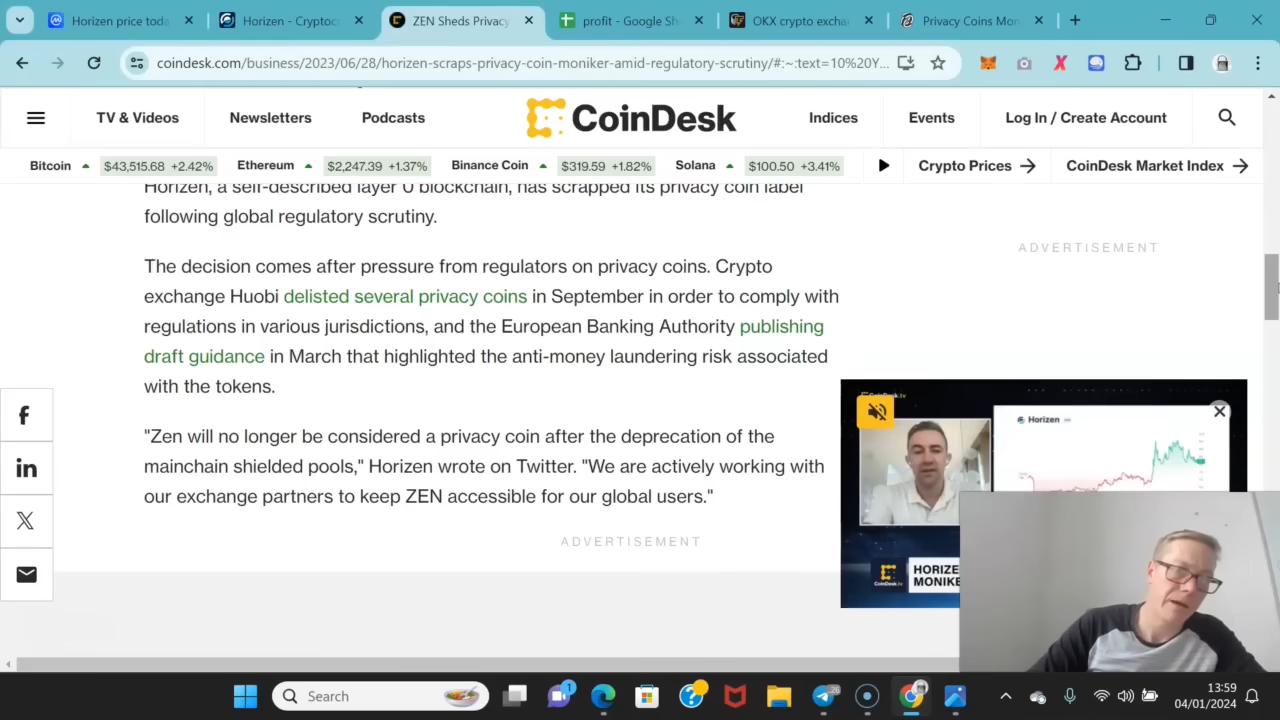 Horizen price toda
Horizen - Cryptoc
ZEN Sheds Privacy
profit - Google Sh
OKX crypto excha
Privacy Coins Mon
coindesk.com/business/2023/06/28/horizen-scraps-privacy-coin-moniker-amid-regulatory-scrutiny/#:~:text=10%20Y...
TV & Videos
Newsletters
Podcasts
CoinDesk
Indices
Events
Log In / Create Account
Bitcoin $43,515.68 +2.42% Ethereum $2,247.39 +1.37% Binance Coin $319.59 +1.82% Solana $100.50 +3.41% Crypto Prices → CoinDesk Market Index →
Horizen, a self-described layer 0 blockchain, has scrapped its privacy coin label
following global regulatory scrutiny.
ADVERTISEMENT
The decision comes after pressure from regulators on privacy coins. Crypto
exchange Huobi delisted several privacy coins in September in order to comply with
regulations in various jurisdictions, and the European Banking Authority publishing
draft guidance in March that highlighted the anti-money laundering risk associated
with the tokens.
"Zen will no longer be considered a privacy coin after the deprecation of the
mainchain shielded pools," Horizen wrote on Twitter. "We are actively working with
our exchange partners to keep ZEN accessible for our global users."
ADVERTISEMENT
CoinDesk.tv
Horizen
CoinDesk.tv
HORIZE
MONIKE
Search
13:59
04/01/2024